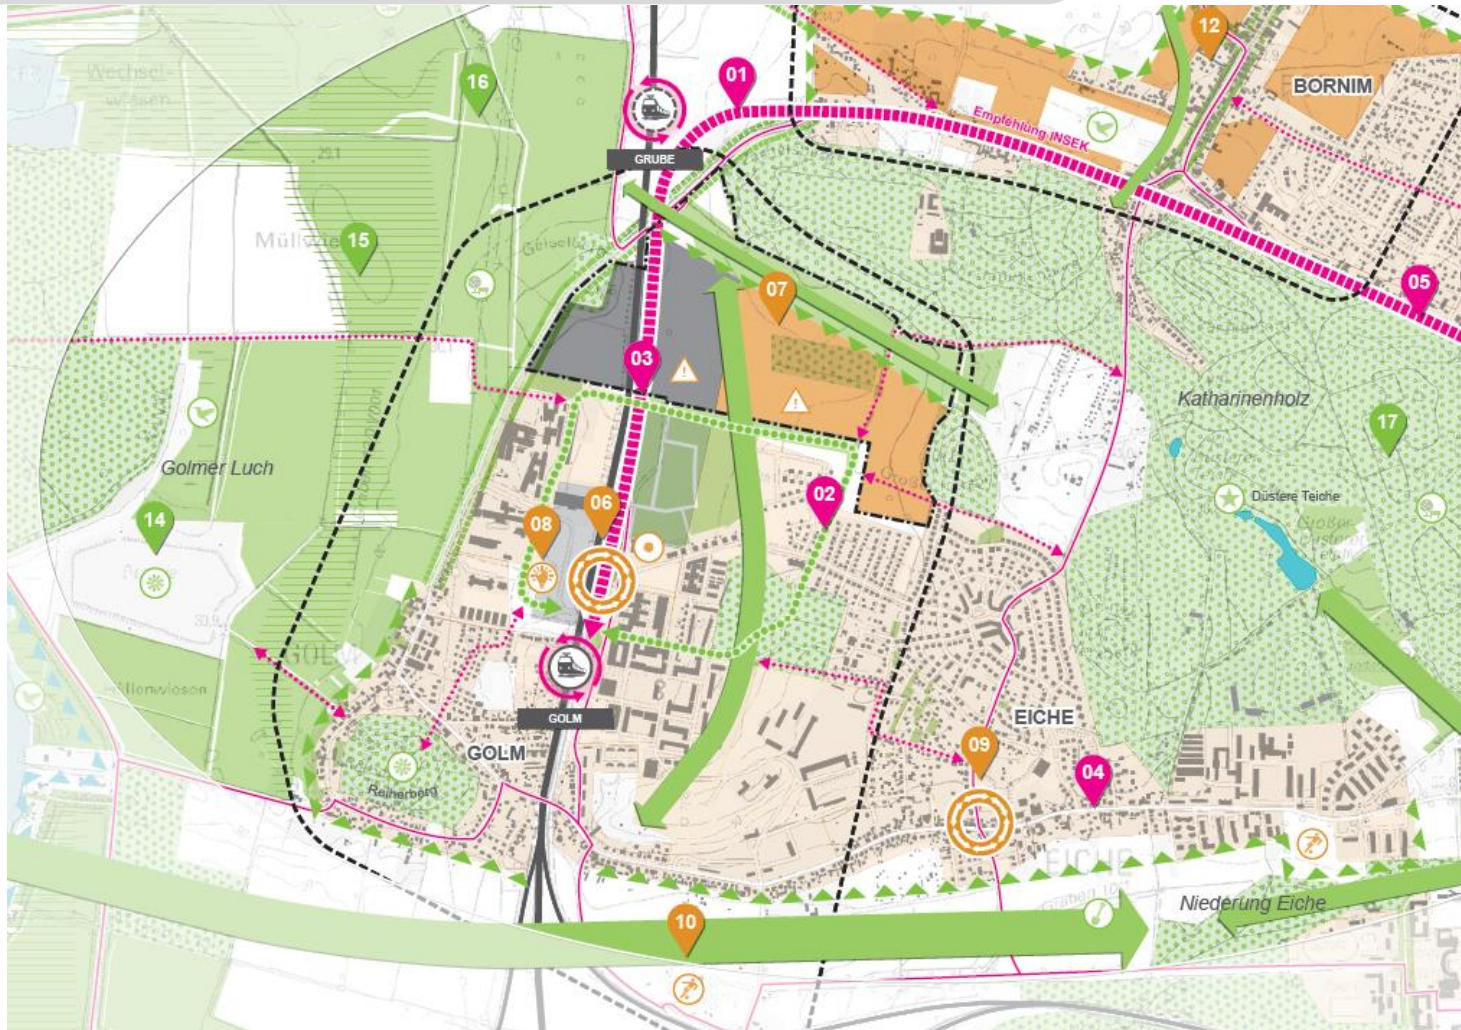 12
BORNIM
Wechsel-
wiesen
16
01
Empfehlung INSEK
GRUBE
15
07
05
03
Katharinenholz
17
Golmer Luch
Düstere Teiche
02
06
08
14
GOLM
EICHE
09
GOLM
04
Reiherberg
EICHE
Niederung Eiche
10